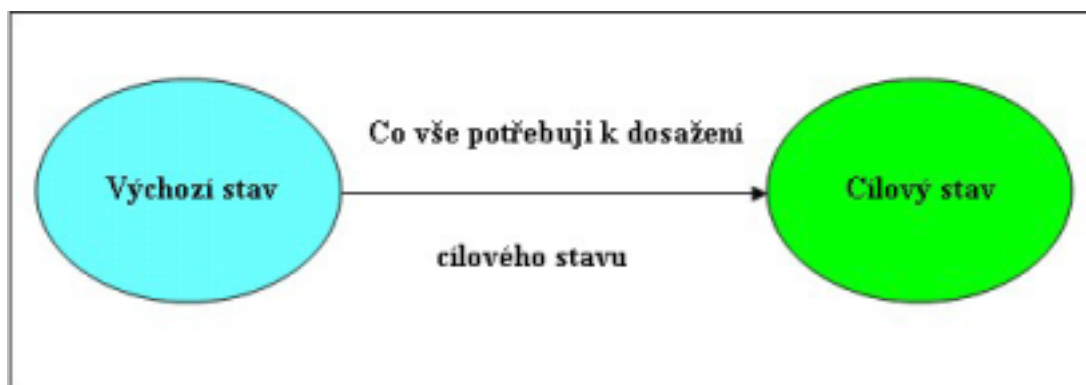 Co vše potřebuji k dosažení
Výchozí stav
Cílový stav
cílového stavu